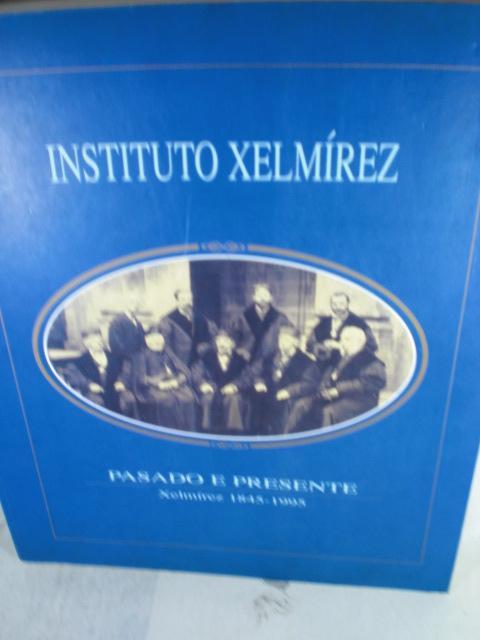 INSTITUTO XELMÍREZ
PASADO E PRESENTE
Xelmírez 1845-1995